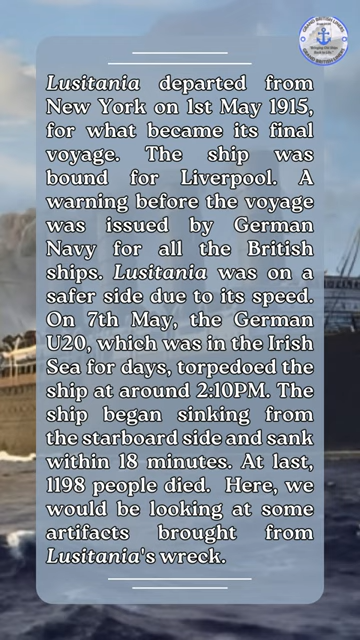 Lusitania departed from
New York on 1st May 1915,
for what became its final
voyage. The ship was
bound for Liverpool. A
warning before the voyage
was issued by German
Navy for all the British
ships. Lusitania was on a
safer side due to its speed.
On 7th May, the German
U20, which was in the Irish
Sea for days, torpedoed the
ship at around 2:10PM. The
ship began sinking from
the starboard side and sank
within 18 minutes. At last,
1198 people died. Here, we
would be looking at some
artifacts brought from
Lusitania's wreck.